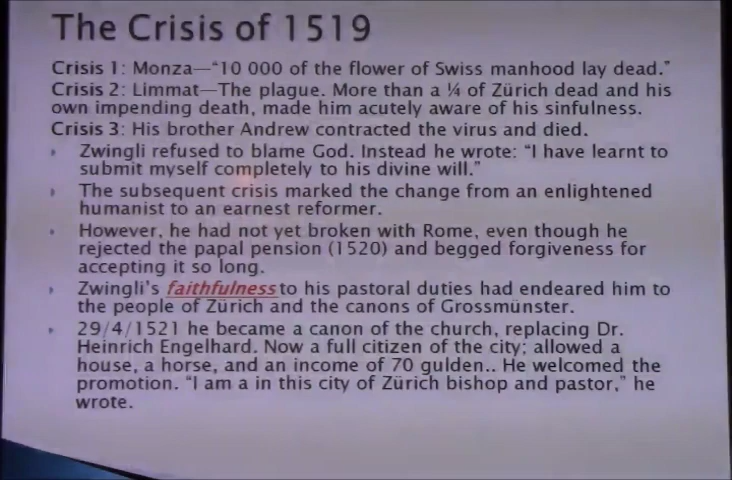 The Crisis of 1519
Crisis 1: Monza—“10 000 of the flower of Swiss manhood lay dead.”
Crisis 2: Limmat—The plague. More than a ¼ of Zürich dead and his
own impending death, made him acutely aware of his sinfulness.
Crisis 3: His brother Andrew contracted the virus and died.
Zwingli refused to blame God. Instead he wrote: “I have learnt to
submit myself completely to his divine will.”
The subsequent crisis marked the change from an enlightened
humanist to an earnest reformer.
However, he had not yet broken with Rome, even though he
rejected the papal pension (1520) and begged forgiveness for
accepting it so long.
Zwingli’s faithfulness to his pastoral duties had endeared him to
the people of Zürich and the canons of Grossmünster.
29/4/1521 he became a canon of the church, replacing Dr.
Heinrich Engelhard. Now a full citizen of the city; allowed a
house, a horse, and an income of 70 gulden.. He welcomed the
promotion. “I am a in this city of Zürich bishop and pastor,” he
wrote.